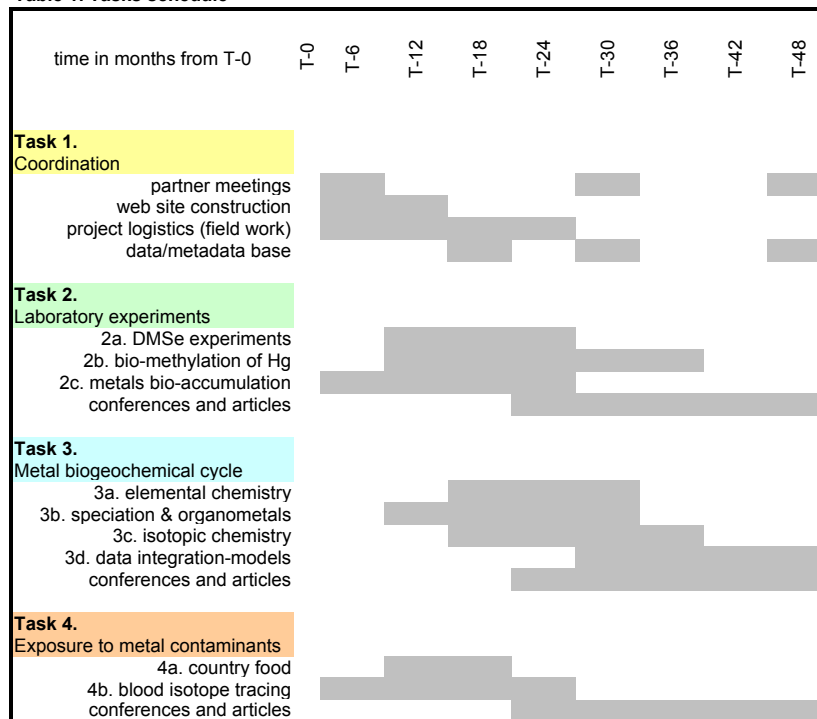 Table 1. Tasks schedule
time in months from T-0 T-0 T-6 T-12 T-18 T-24 T-30 T-36 T-42 T-48
Task 1.
Coordination
partner meetings
web site construction
project logistics (field work)
data/metadata base
Task 2.
Laboratory experiments
2a. DMSe experiments
2b. bio-methylation of Hg
2c. metals bio-accumulation
conferences and articles
Task 3.
Metal biogeochemical cycle
3a. elemental chemistry
3b. speciation & organometals
3c. isotopic chemistry
3d. data integration-models
conferences and articles
Task 4.
Exposure to metal contaminants
4a. country food
4b. blood isotope tracing
conferences and articles